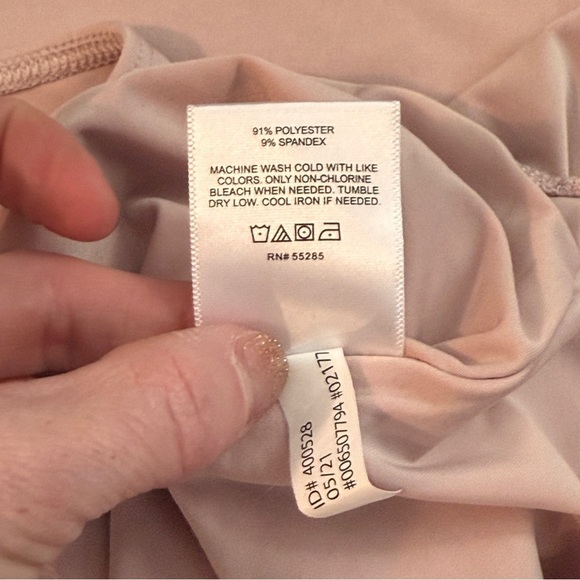 91% POLYESTER
9% SPANDEX
MACHINE WASH COLD WITH LIKE
COLORS. ONLY NON-CHLORINE
BLEACH WHEN NEEDED. TUMBLE
DRY LOW. COOL IRON IF NEEDED.
RN# 55285
ID# 400528
05/21
#006507794 #02177